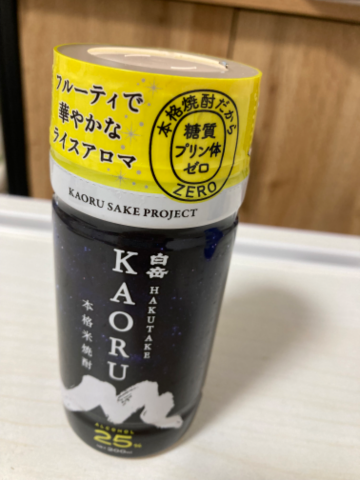 フルーティで
華やかな
ライスアロマ
本格焼酎だから
糖質
プリン体
ゼロ
ZERO
KAORU SAKE PROJECT
白岳
HAKUTAKE
KAORU
本格米焼酎
ALCOHOL
25
200ml